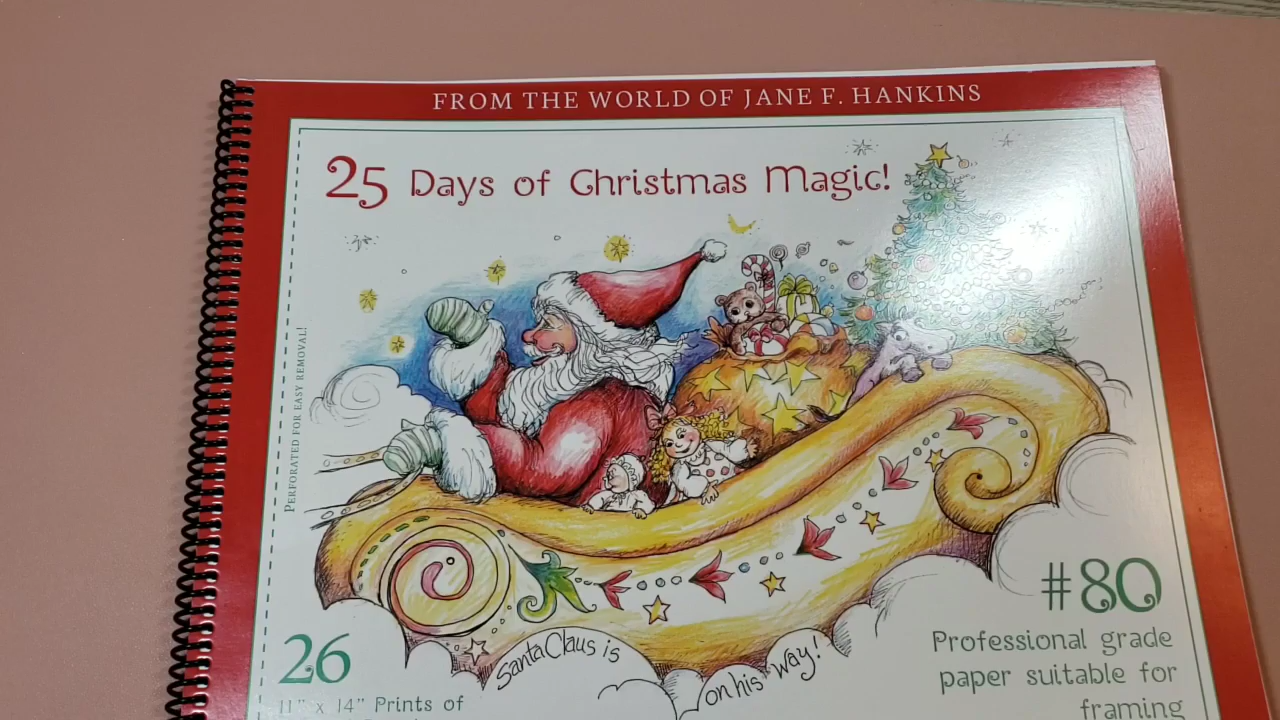 FROM THE WORLD OF JANE F. HANKINS
25 Days of Christmas Magic!
PERFORATED FOR EASY REMOVAL!
Santa Claus is
on his way!
26
11" x 14" Prints of
#80
Professional grade
paper suitable for
framing